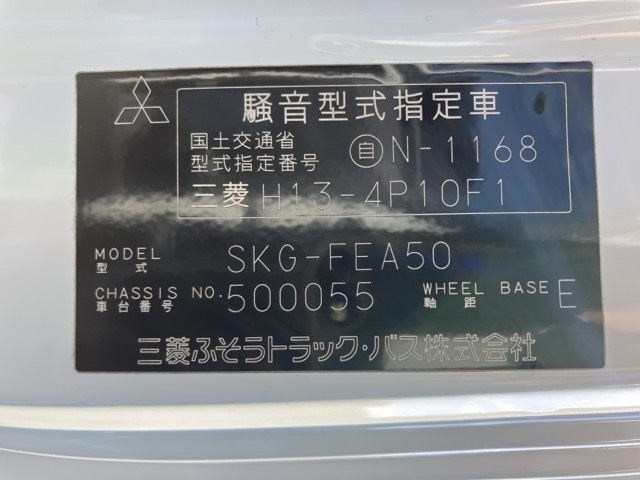 騒音型式指定車
国土交通省
型式指定番号 自N-1168
三菱 H13-4P10F1
MODEL
型式 SKG-FEA50
CHASSIS NO. 500055 WHEEL BASE E
車台番号 軸距
三菱ふそうトラック・バス株式会社